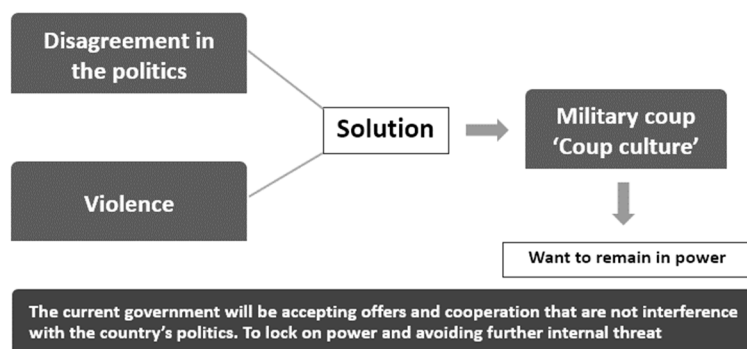 Disagreement in
the politics
Solution
Military coup
‘Coup culture’
Violence
Want to remain in power
The current government will be accepting offers and cooperation that are not interference
with the country’s politics. To lock on power and avoiding further internal threat